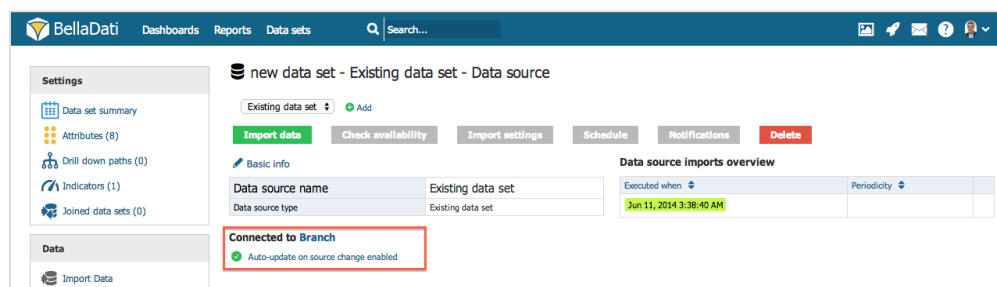 BellaDati Dashboards Reports Data sets Search...
new data set - Existing data set - Data source
Settings
Data set summary
Attributes (8)
Drill down paths (0)
Indicators (1)
Joined data sets (0)
Data
Import Data
Existing data set Add
Import data Check availability Import settings Schedule Notifications Delete
Basic info
Data source name Existing data set
Data source type Existing data set
Connected to Branch
Auto-update on source change enabled
Data source imports overview
Executed when Periodicity
Jun 11, 2014 3:38:40 AM